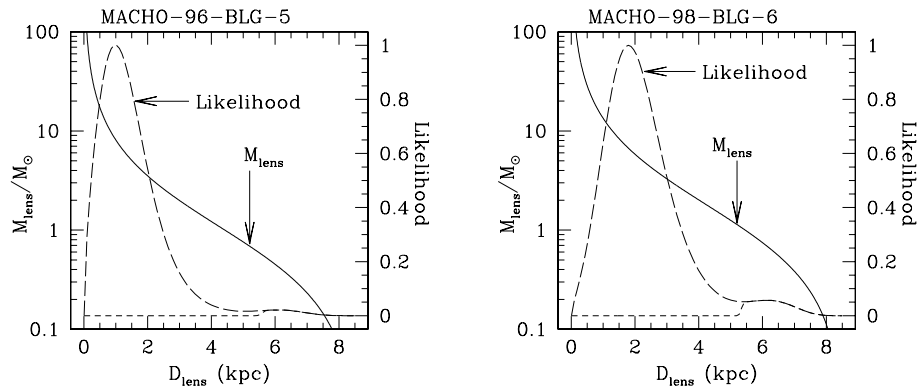 MACHO-96-BLG-5
100
10
1
0.1
M_lens/M_⊙
0 2 4 6 8
D_lens (kpc)
1
0.8
0.6
0.4
0.2
0
Likelihood
Likelihood
M_lens
MACHO-98-BLG-6
100
10
1
0.1
M_lens/M_⊙
0 2 4 6 8
D_lens (kpc)
1
0.8
0.6
0.4
0.2
0
Likelihood
Likelihood
M_lens